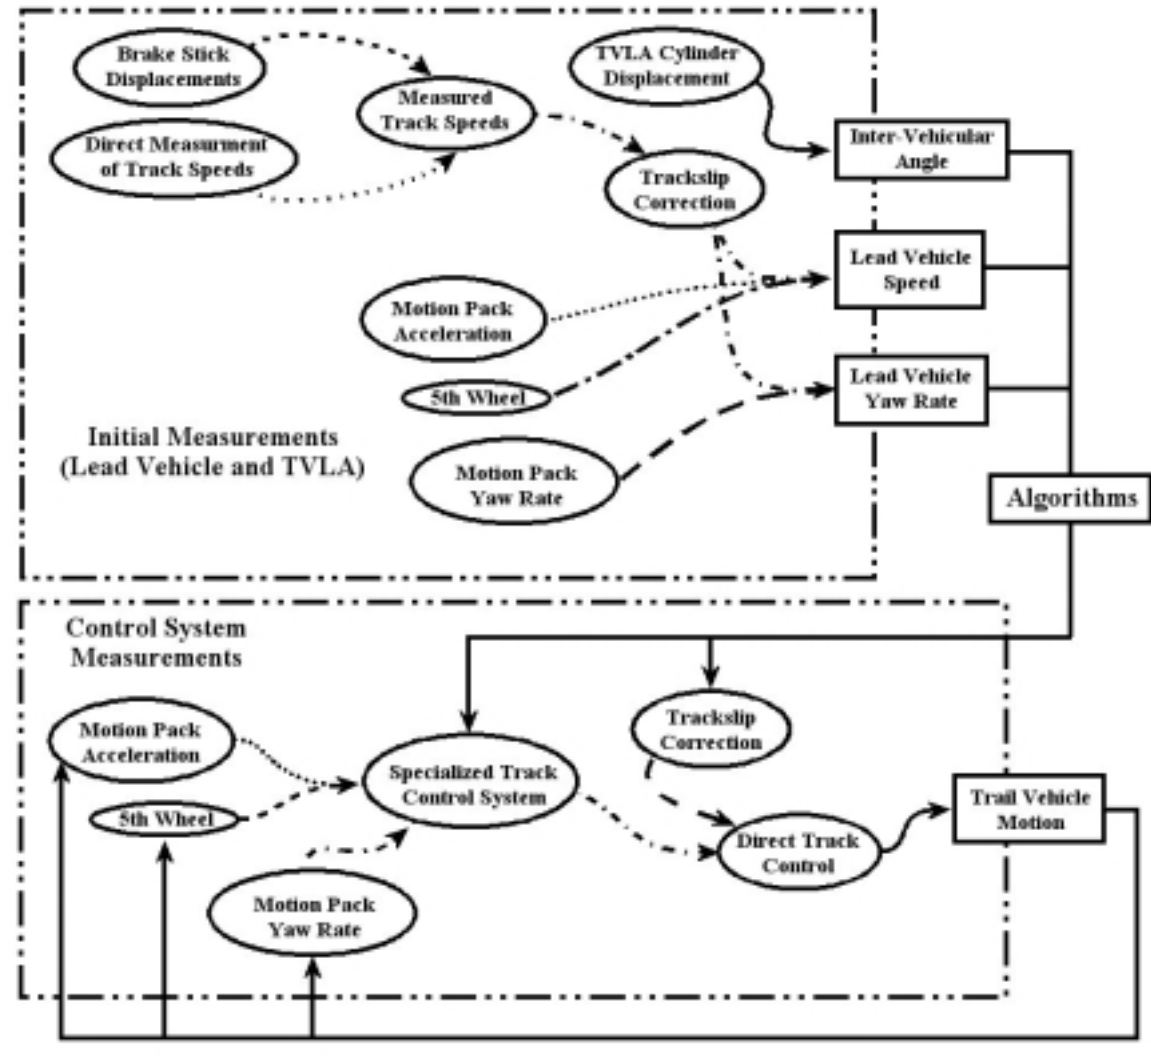 Brake Stick
Displacements
TVLA Cylinder
Displacement
Measured
Track Speeds
Direct Measurment
of Track Speeds
Inter-Vehicular
Angle
Trackslip
Correction
Lead Vehicle
Speed
Motion Pack
Acceleration
Lead Vehicle
Yaw Rate
5th Wheel
Initial Measurements
(Lead Vehicle and TVLA)
Motion Pack
Yaw Rate
Algorithms
Control System
Measurements
Motion Pack
Acceleration
Trackslip
Correction
Specialized Track
Control System
5th Wheel
Trail Vehicle
Motion
Direct Track
Control
Motion Pack
Yaw Rate